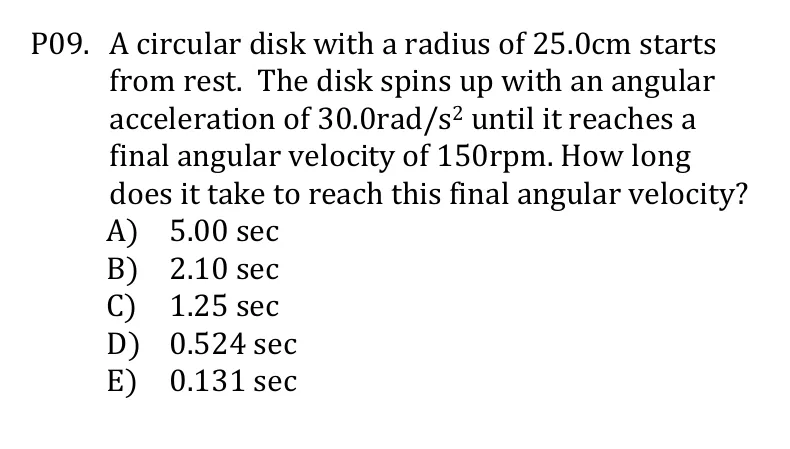 P09. A circular disk with a radius of 25.0cm starts
from rest. The disk spins up with an angular
acceleration of 30.0rad/s² until it reaches a
final angular velocity of 150rpm. How long
does it take to reach this final angular velocity?
A) 5.00 sec
B) 2.10 sec
C) 1.25 sec
D) 0.524 sec
E) 0.131 sec